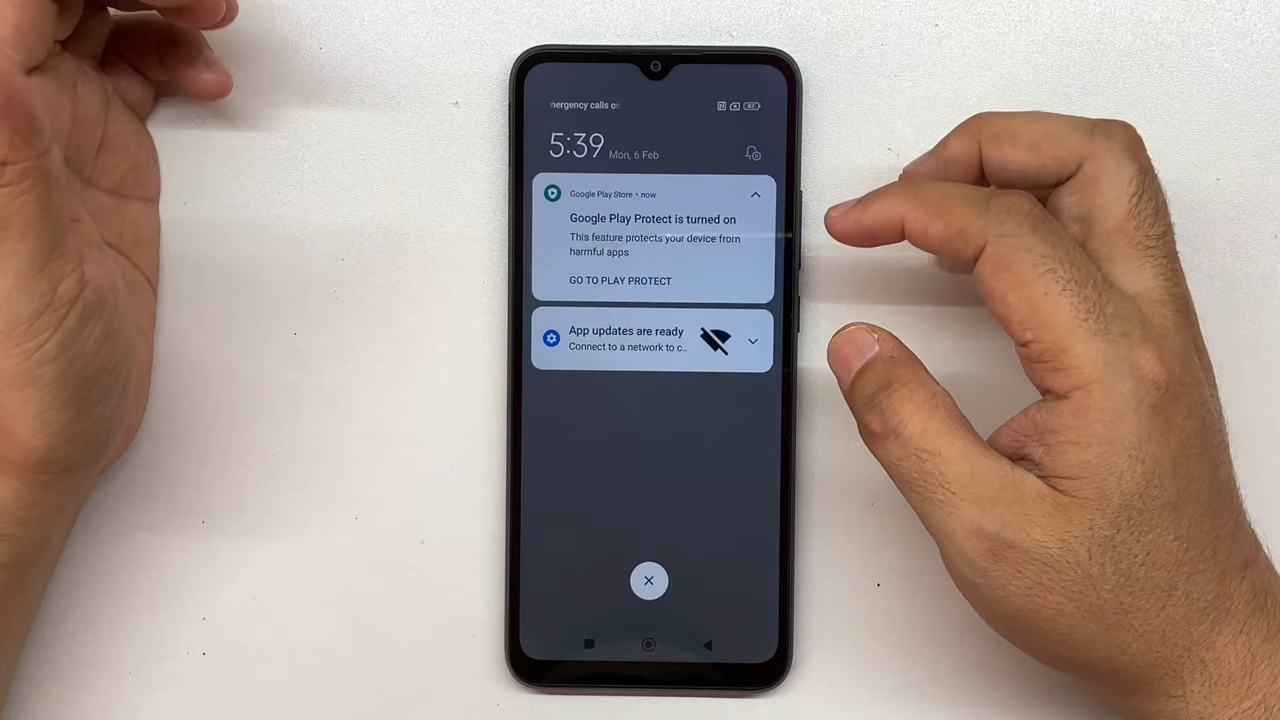 mergency calls on
5:39 Mon, 6 Feb
Google Play Store • now
Google Play Protect is turned on
This feature protects your device from
harmful apps
GO TO PLAY PROTECT
App updates are ready
Connect to a network to c..